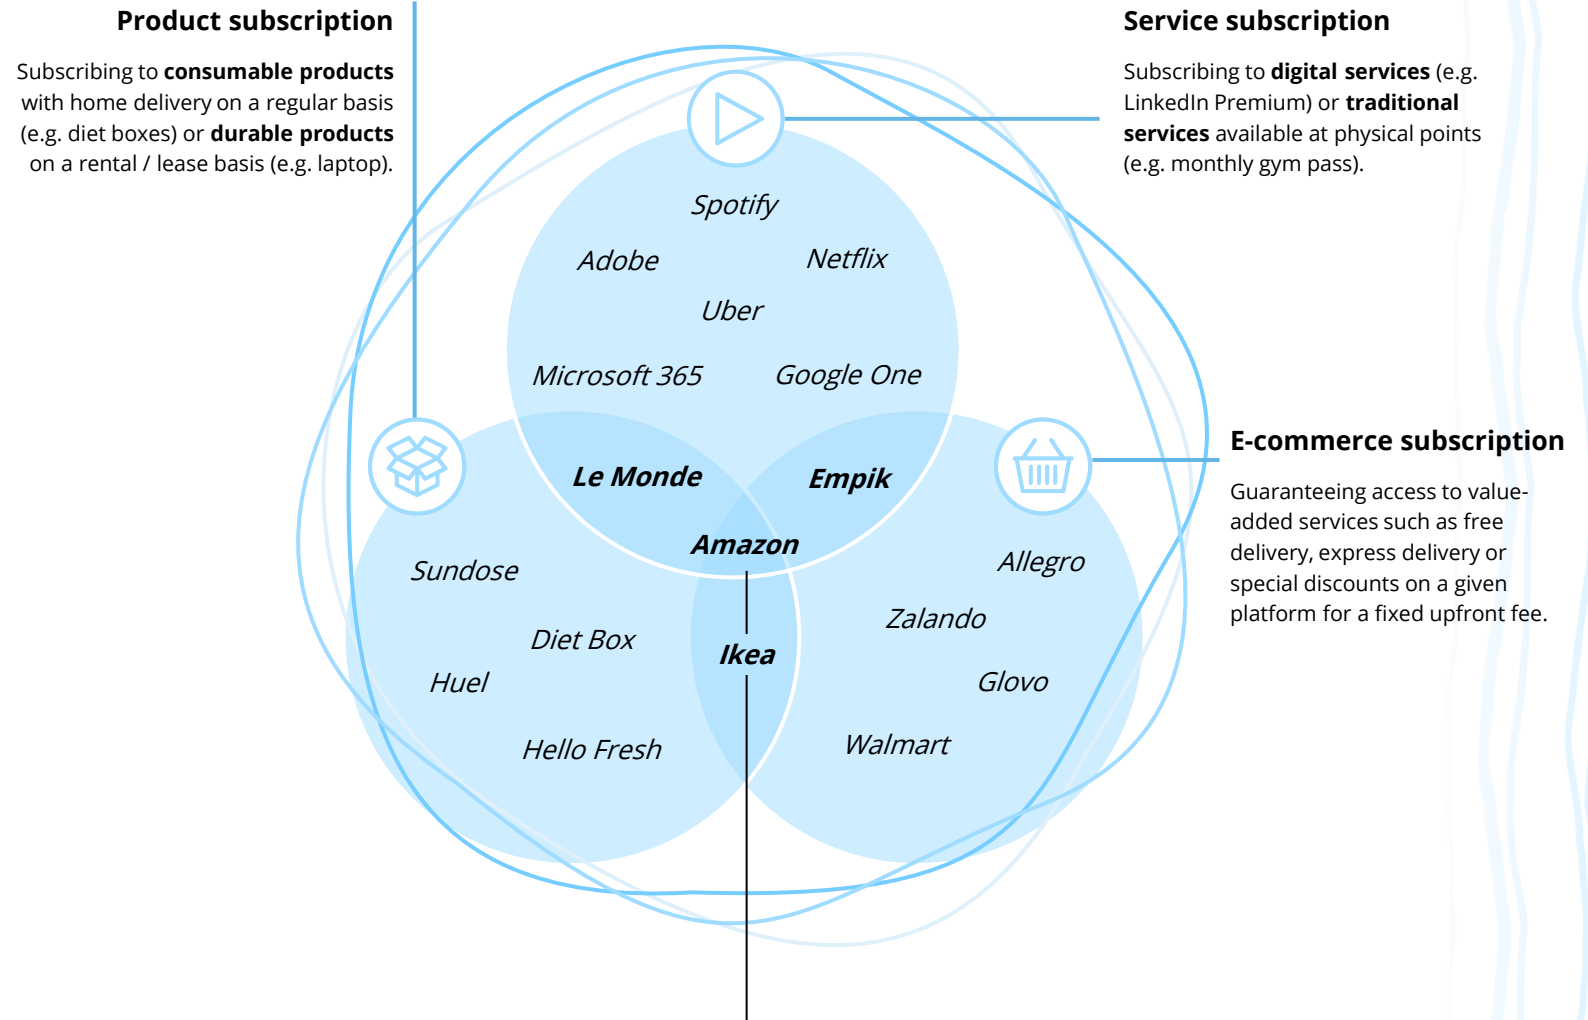 Product subscription
Subscribing to consumable products
with home delivery on a regular basis
(e.g. diet boxes) or durable products
on a rental / lease basis (e.g. laptop).
Service subscription
Subscribing to digital services (e.g.
LinkedIn Premium) or traditional
services available at physical points
(e.g. monthly gym pass).
Spotify
Adobe
Netflix
Uber
Microsoft 365
Google One
Le Monde
Empik
Amazon
Ikea
Sundose
Diet Box
Huel
Hello Fresh
Allegro
Zalando
Glovo
Walmart
E-commerce subscription
Guaranteeing access to value-
added services such as free
delivery, express delivery or
special discounts on a given
platform for a fixed upfront fee.